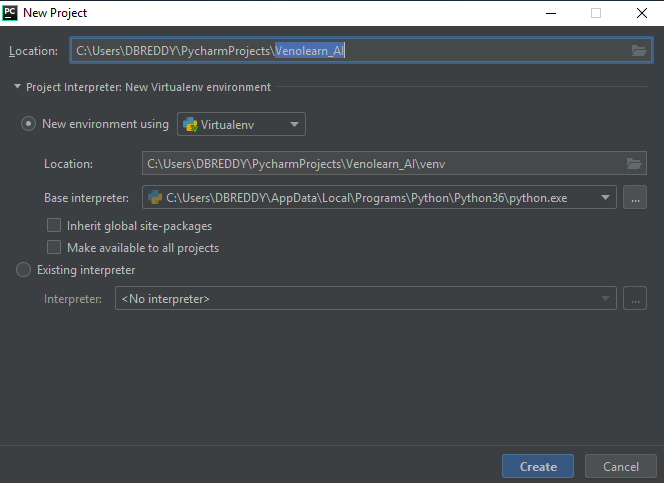 PC New Project
Location: C:\Users\DBREDDY\PycharmProjects\Venolearn_AI
Project Interpreter: New Virtualenv environment
New environment using Virtualenv
Location: C:\Users\DBREDDY\PycharmProjects\Venolearn_AI\venv
Base interpreter: C:\Users\DBREDDY\AppData\Local\Programs\Python\Python36\python.exe ...
Inherit global site-packages
Make available to all projects
Existing interpreter
Interpreter: <No interpreter> ...
Create Cancel